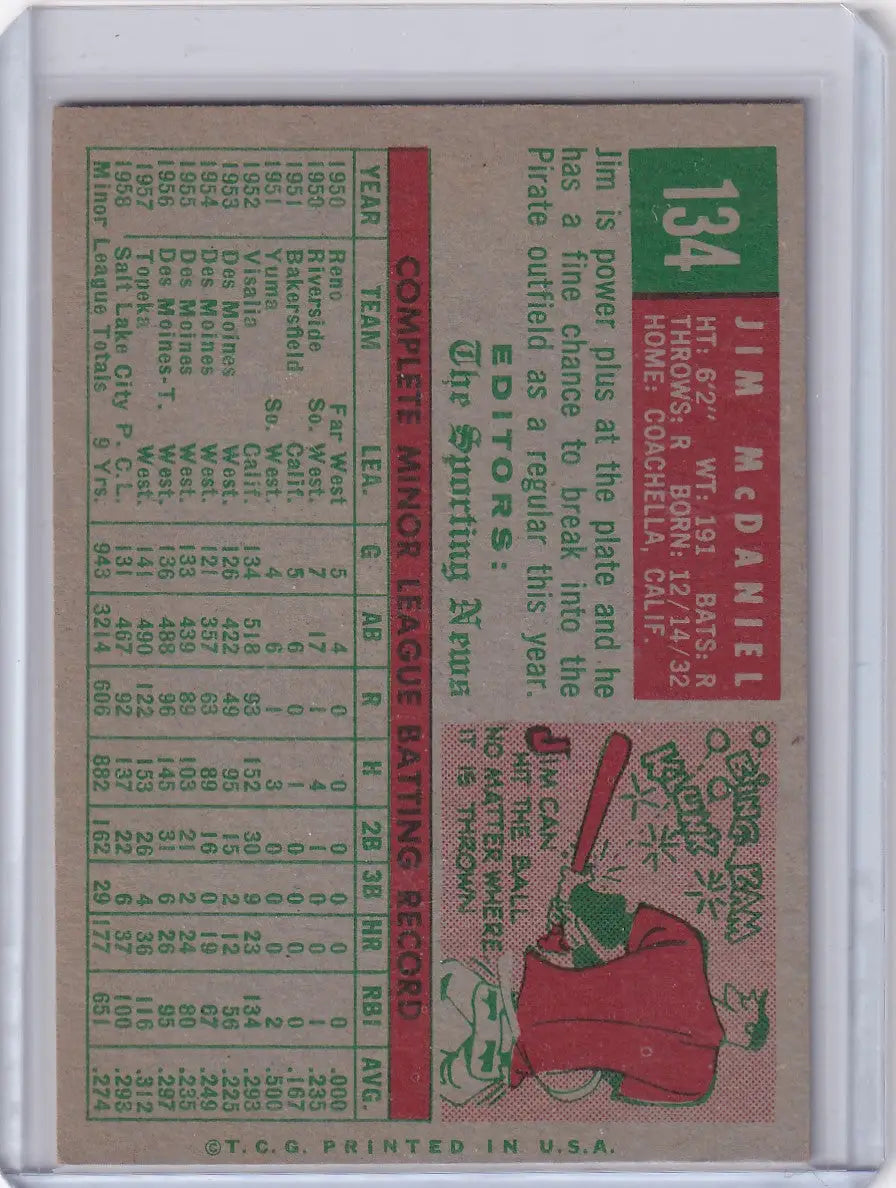 134
JIM McDANIEL
HT: 6'2" WT: 191 BATS: R
THROWS: R BORN: 12/14/32
HOME: COACHELLA, CALIF.
Jim is power plus at the plate and he
has a fine chance to break into the
Pirate outfield as a regular this year.
EDITORS:
The Sporting News
BING BAM
WHUMP
JIM CAN
HIT THE BALL
NO MATTER WHERE
IT IS THROWN
COMPLETE MINOR LEAGUE BATTING RECORD
YEAR TEAM LEA. G AB R H 2B 3B HR RBI AVG.
1950 Reno Far West 5 4 0 0 0 0 0 0 .000
1950 Riverside So. West. 7 17 1 4 1 0 0 1 .235
1951 Bakersfield Calif. 5 6 0 1 0 0 0 0 .167
1951 Yuma So. West. 4 6 1 3 0 0 0 2 .500
1952 Visalia Calif. 134 518 93 152 30 9 23 134 .293
1953 Des Moines West. 126 422 49 95 15 2 12 56 .225
1954 Des Moines West. 121 357 63 89 16 0 19 67 .249
1955 Des Moines West. 133 439 89 103 21 2 24 80 .235
1956 Des Moines-T. West. 136 488 96 145 31 6 26 95 .297
1957 Topeka West. 141 490 122 153 26 4 36 116 .312
1958 Salt Lake City P.C.L. 131 467 92 137 22 6 37 100 .293
Minor League Totals 9 Yrs. 943 3214 606 882 162 29 177 651 .274
©T.C.G. PRINTED IN U.S.A.